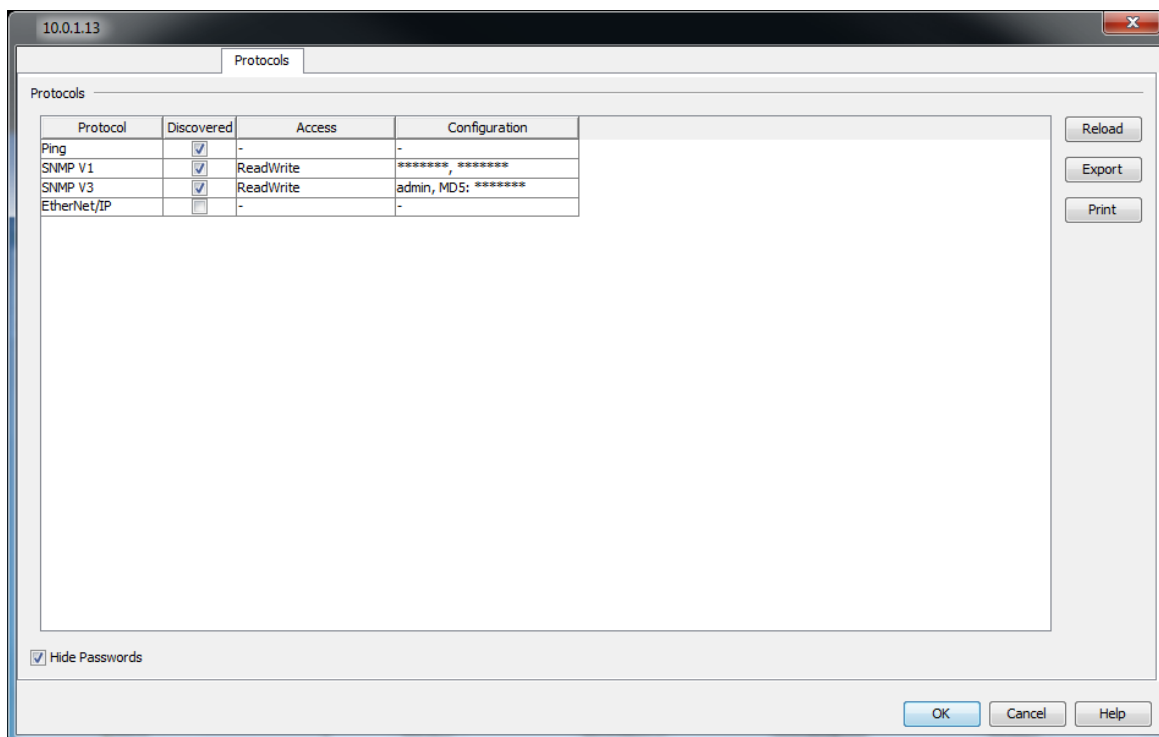 10.0.1.13
X
Protocols
Protocols
Protocol Discovered Access Configuration
Ping - -
SNMP V1 ReadWrite *******, *******
SNMP V3 ReadWrite admin, MD5: *******
EtherNet/IP - -
Reload
Export
Print
Hide Passwords
OK Cancel Help